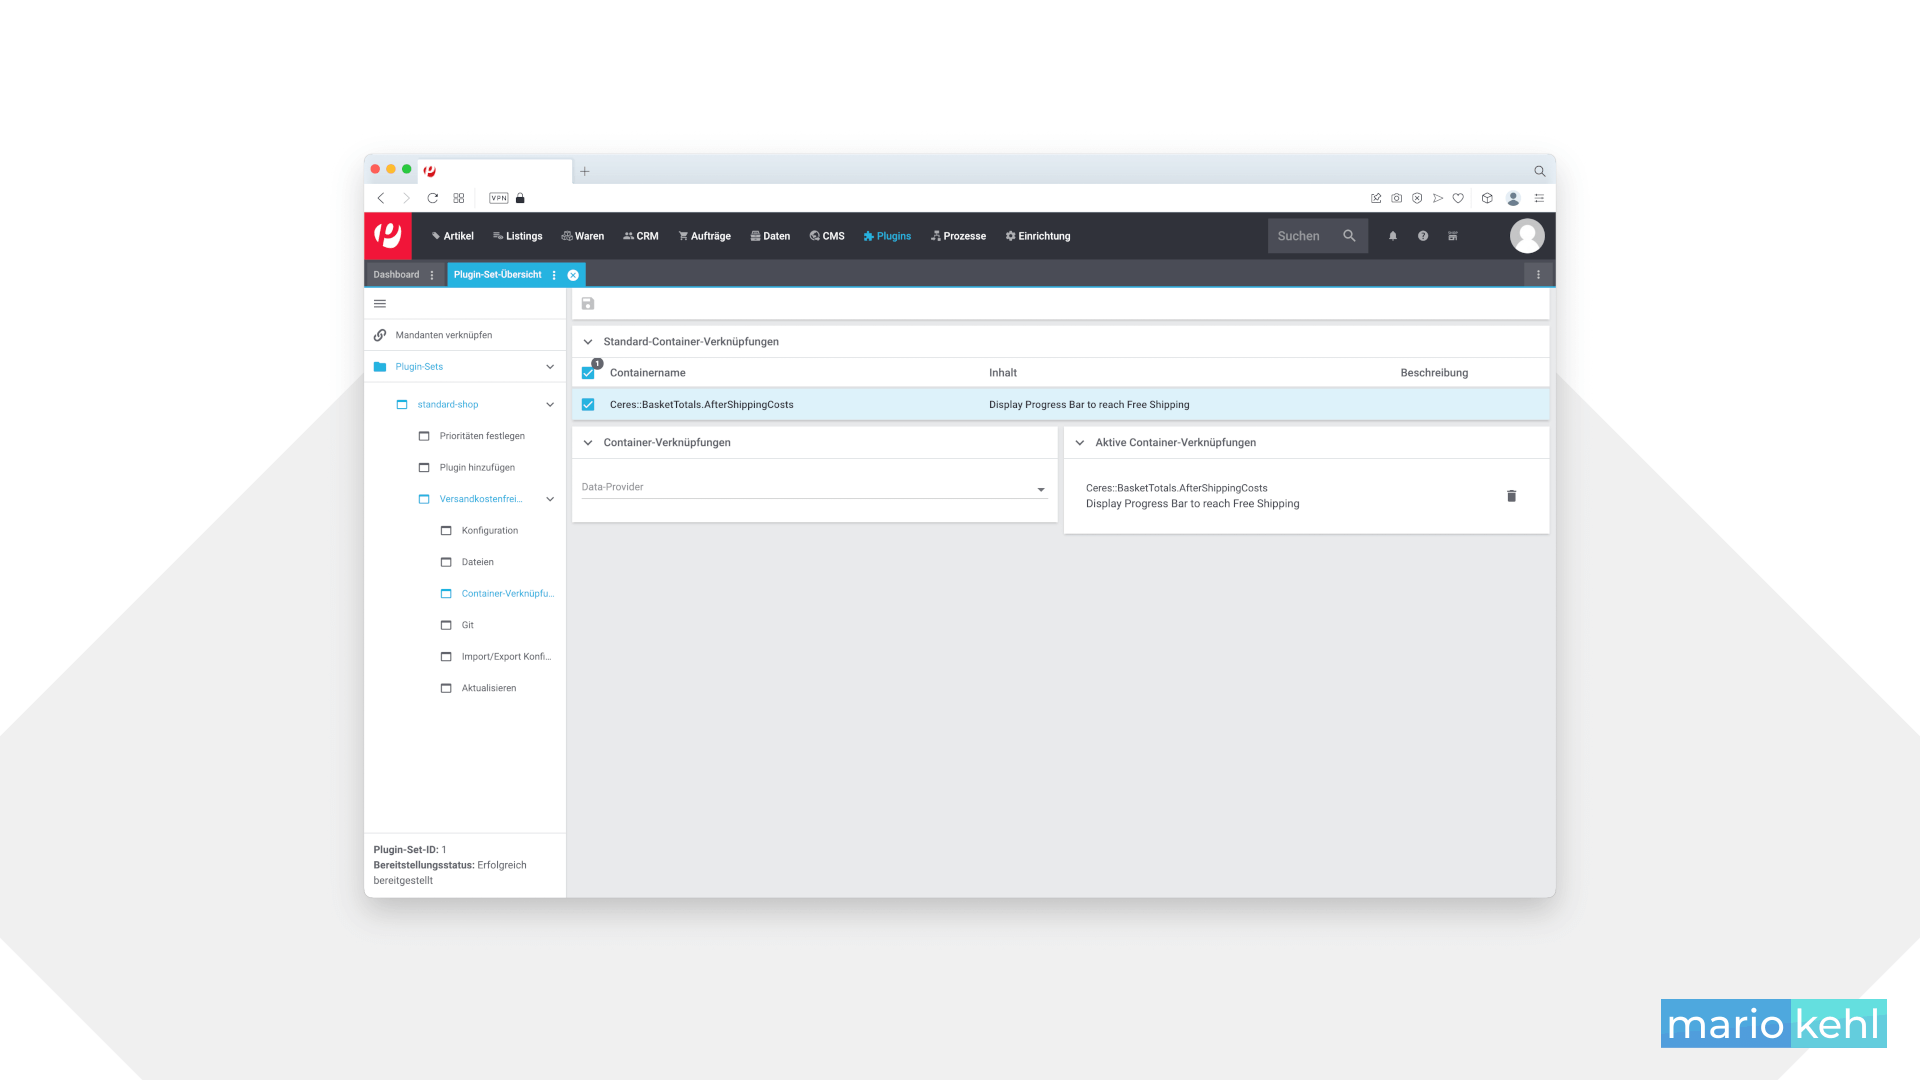 VPN
Artikel
Listings
Waren
CRM
Aufträge
Daten
CMS
Plugins
Prozesse
Einrichtung
Suchen
Dashboard
Plugin-Set-Übersicht
Mandanten verknüpfen
Plugin-Sets
standard-shop
Prioritäten festlegen
Plugin hinzufügen
Versandkostenfrei...
Konfiguration
Dateien
Container-Verknüpfu...
Git
Import/Export Konfi...
Aktualisieren
Plugin-Set-ID: 1
Bereitstellungsstatus: Erfolgreich
bereitgestellt
Standard-Container-Verknüpfungen
1
Containername
Inhalt
Beschreibung
Ceres::BasketTotals.AfterShippingCosts
Display Progress Bar to reach Free Shipping
Container-Verknüpfungen
Data-Provider
Aktive Container-Verknüpfungen
Ceres::BasketTotals.AfterShippingCosts
Display Progress Bar to reach Free Shipping
mario kehl